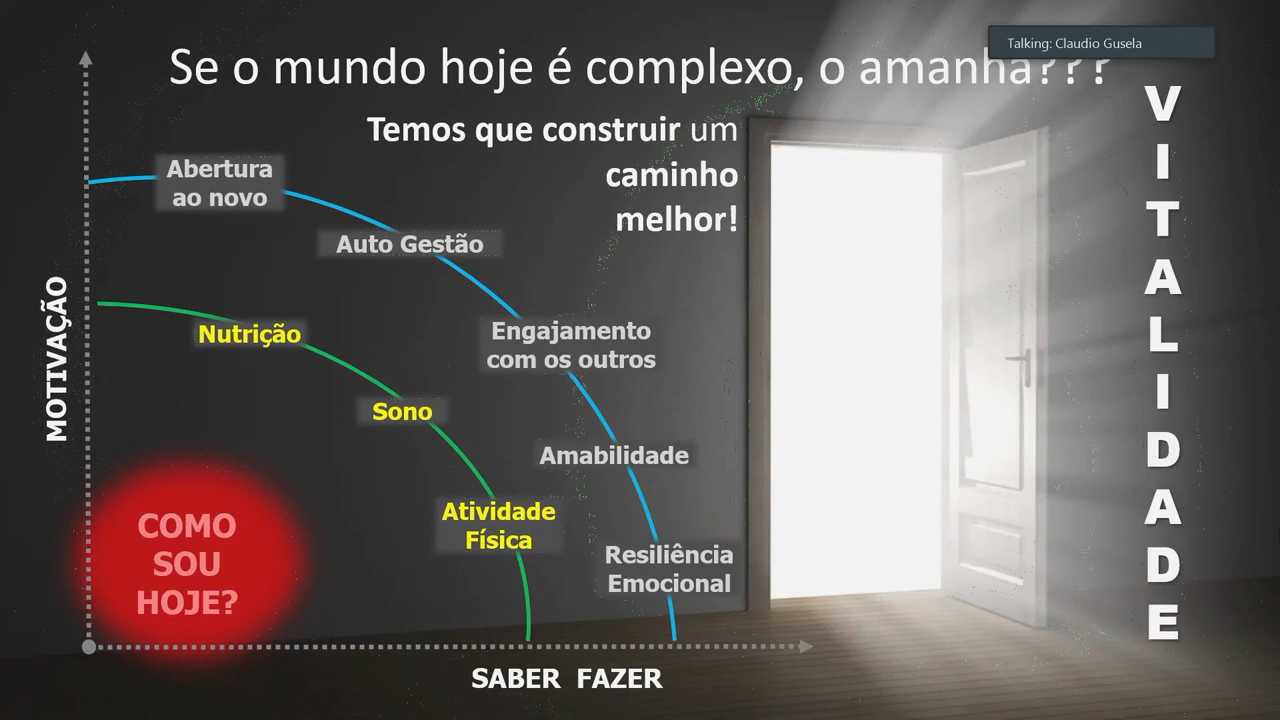 Talking: Claudio Gusela
Se o mundo hoje é complexo, o amanhã???
Temos que construir um
caminho
melhor!
Abertura
ao novo
Auto Gestão
Engajamento
com os outros
Amabilidade
Resiliência
Emocional
Nutrição
Sono
Atividade
Física
COMO
SOU
HOJE?
MOTIVAÇÃO
SABER FAZER
V
I
T
A
L
I
D
A
D
E